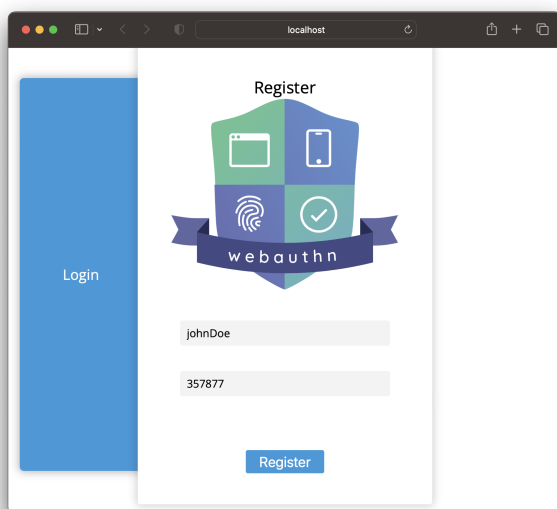 localhost
Register
webauthn
Login
johnDoe
357877
Register